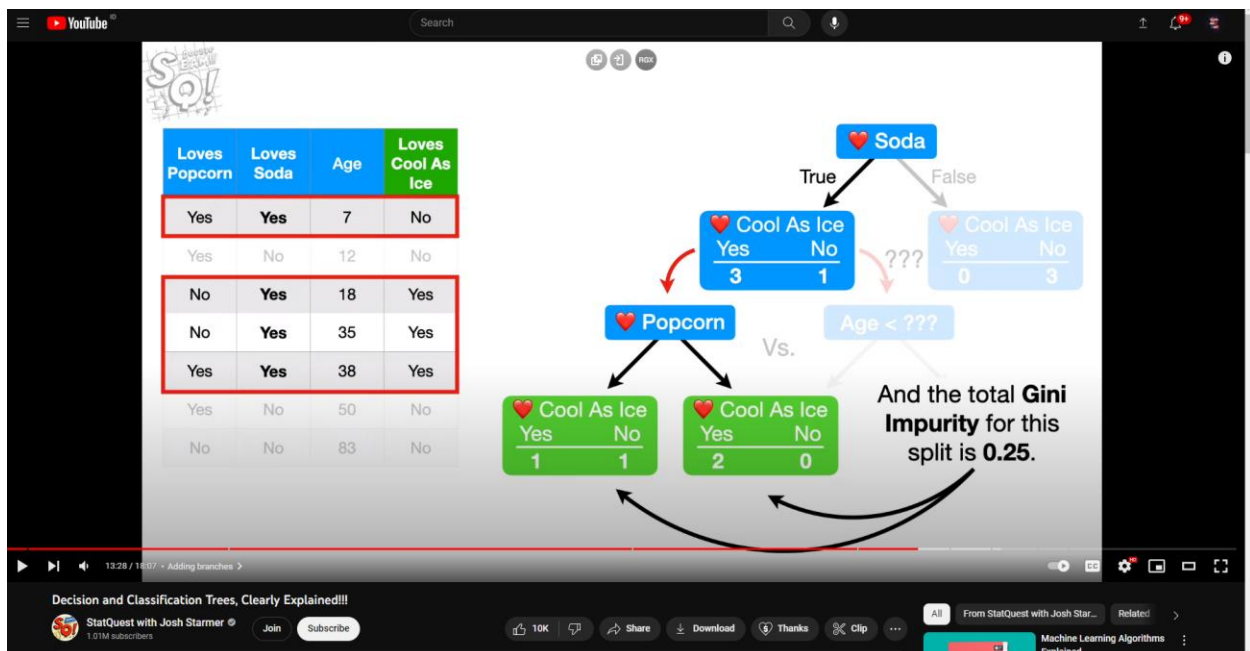 YouTube
Search
9+
SQ!
RGX
Loves Popcorn Loves Soda Age Loves Cool As Ice
Yes Yes 7 No
Yes No 12 No
No Yes 18 Yes
No Yes 35 Yes
Yes Yes 38 Yes
Yes No 50 No
No No 83 No
Soda
True False
Cool As Ice
Yes No
3 1
???
Cool As Ice
Yes No
0 3
Popcorn
Vs.
Age < ???
Cool As Ice
Yes No
1 1
Cool As Ice
Yes No
2 0
And the total Gini
Impurity for this
split is 0.25.
13:28 / 18:07 • Adding branches
CC
HD
Decision and Classification Trees, Clearly Explained!!!
StatQuest with Josh Starmer
1.01M subscribers
Join
Subscribe
10K
Share
Download
Thanks
Clip
All
From StatQuest with Josh Star...
Related
Machine Learning Algorithms
Explained